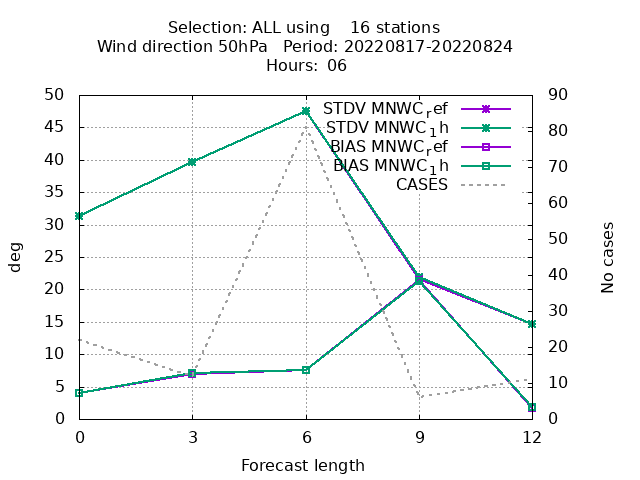 Selection: ALL using    16 stations
Wind direction 50hPa   Period: 20220817-20220824
Hours:  06
50 90
45 80
40 70
35 60
30 50
25 40
20 30
15 20
10 10
5
0 0
deg
No cases
STDV MNWC_ref
STDV MNWC_1h
BIAS MNWC_ref
BIAS MNWC_1h
CASES
0 3 6 9 12
Forecast length